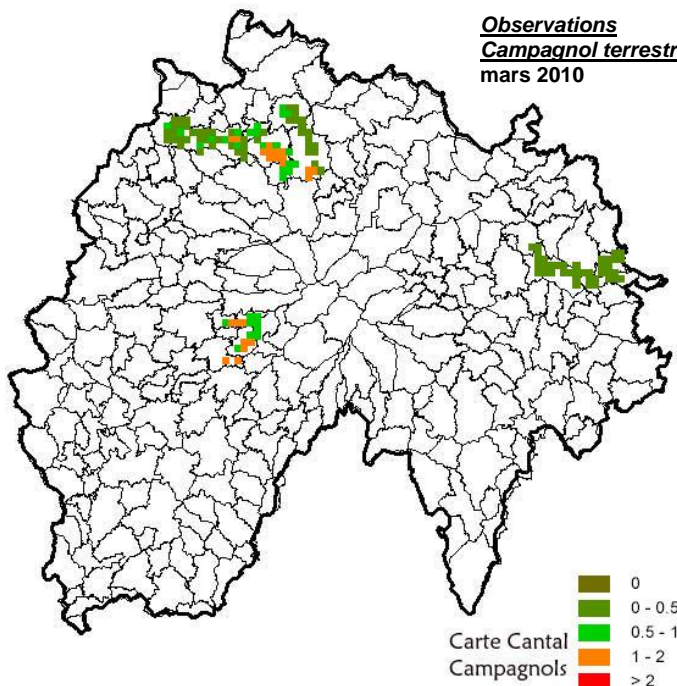 Observations
Campagnol terrestr
mars 2010
0
0 - 0.5
0.5 - 1
1 - 2
> 2
Carte Cantal
Campagnols